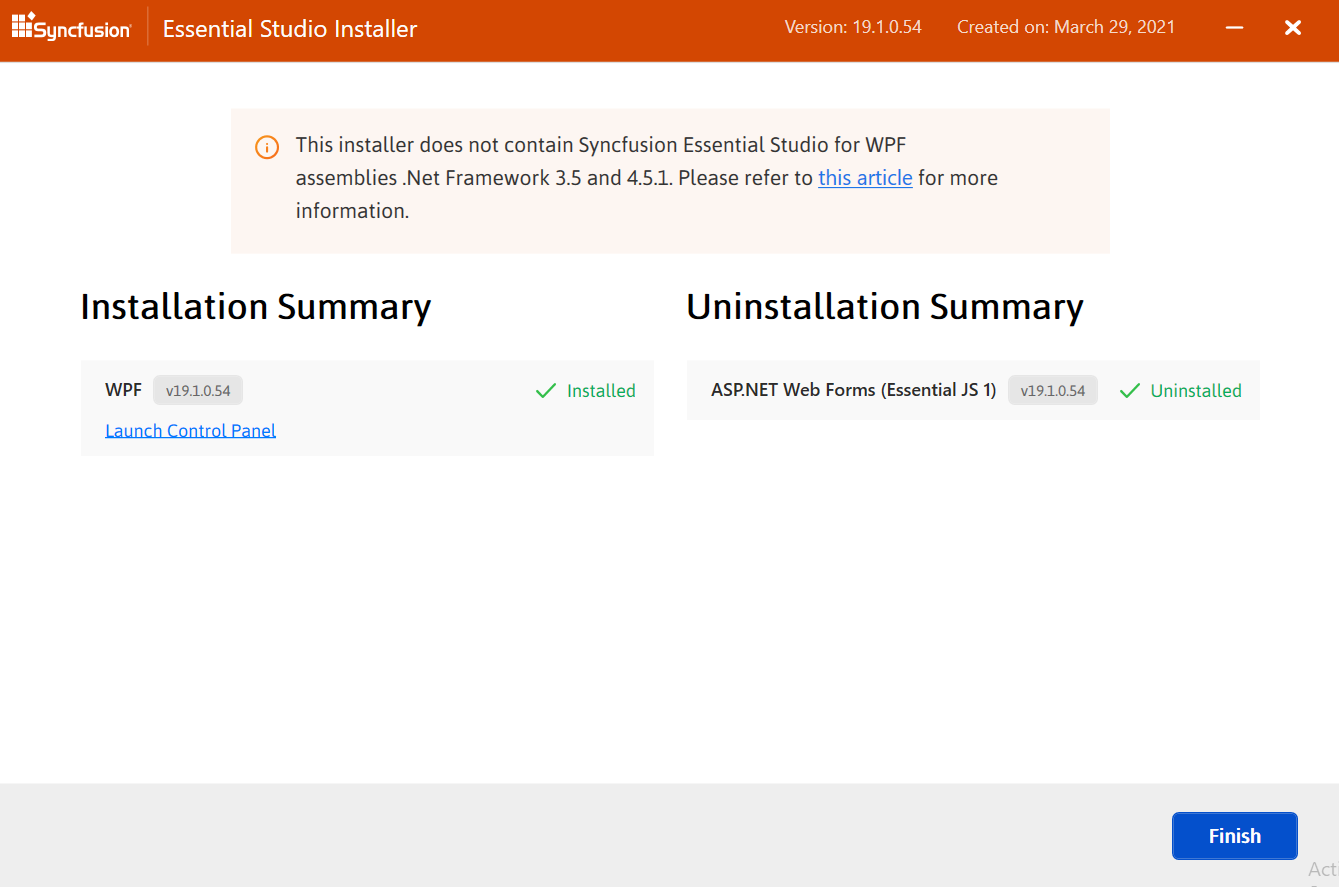 Syncfusion
Essential Studio Installer
Version: 19.1.0.54
Created on: March 29, 2021
This installer does not contain Syncfusion Essential Studio for WPF
assemblies .Net Framework 3.5 and 4.5.1. Please refer to this article for more
information.
Installation Summary
WPF v19.1.0.54 Installed
Launch Control Panel
Uninstallation Summary
ASP.NET Web Forms (Essential JS 1) v19.1.0.54 Uninstalled
Finish